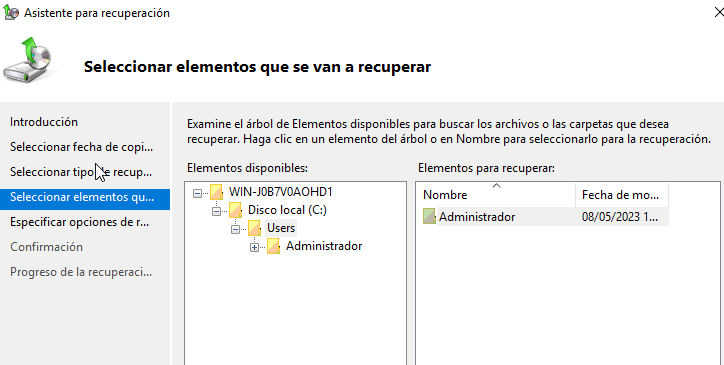 Asistente para recuperación
Seleccionar elementos que se van a recuperar
Introducción
Seleccionar fecha de copi...
Seleccionar tipo de recup...
Seleccionar elementos qu...
Especificar opciones de r...
Confirmación
Progreso de la recuperaci...
Examine el árbol de Elementos disponibles para buscar los archivos o las carpetas que desea
recuperar. Haga clic en un elemento del árbol o en Nombre para seleccionarlo para la recuperación.
Elementos disponibles:
WIN-J0B7V0AOHD1
Disco local (C:)
Users
Administrador
Elementos para recuperar:
Nombre
Fecha de mo...
Administrador
08/05/2023 1...